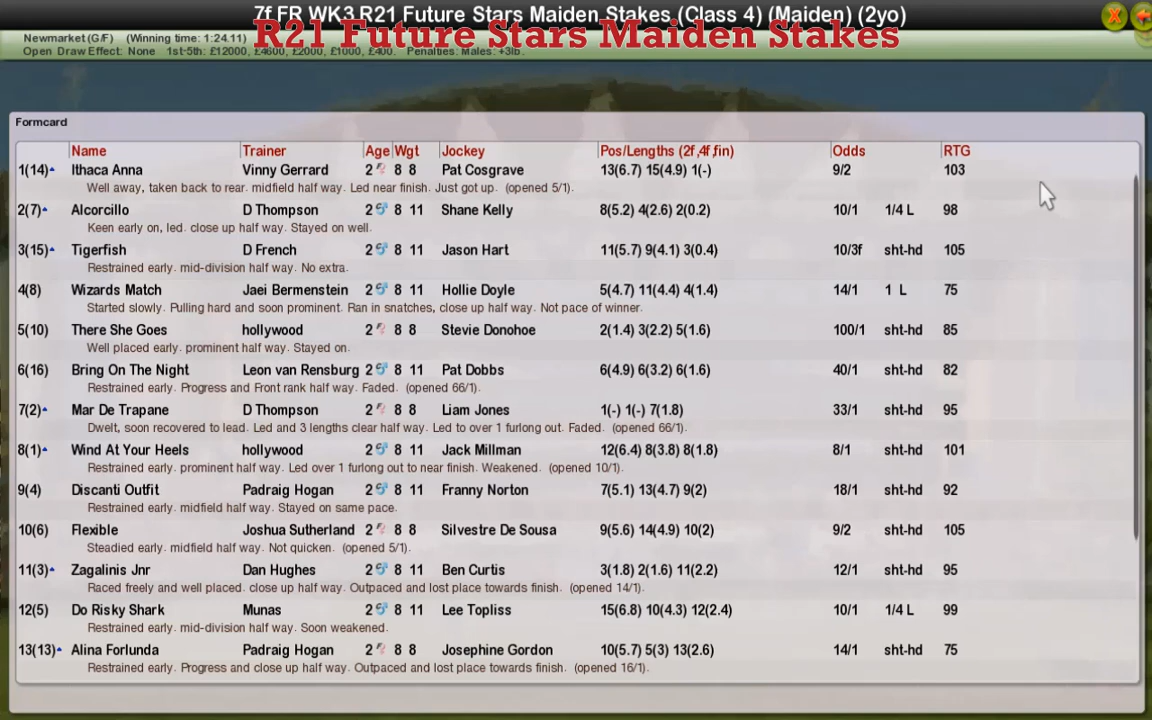 7f FR WK3 R21 Future Stars Maiden Stakes (Class 4) (Maiden) (2yo)
R21 Future Stars Maiden Stakes
Newmarket (G/F) (Winning time: 1:24.11)
Open Draw Effect: None 1st-5th: £12000, £4600, £2000, £1000, £400. Penalties: Males: +3lb.
Formcard
Name Trainer Age Wgt Jockey Pos/Lengths (2f,4f,fin) Odds RTG
1(14) Ithaca Anna Vinny Gerrard 2 8 8 Pat Cosgrave 13(6.7) 15(4.9) 1(-) 9/2 103
Well away, taken back to rear. midfield half way. Led near finish. Just got up. (opened 5/1).
2(7) Alcorcillo D Thompson 2 8 11 Shane Kelly 8(5.2) 4(2.6) 2(0.2) 10/1 1/4 L 98
Keen early on, led. close up half way. Stayed on well.
3(15) Tigerfish D French 2 8 11 Jason Hart 11(5.7) 9(4.1) 3(0.4) 10/3f sht-hd 105
Restrained early. mid-division half way. No extra.
4(8) Wizards Match Jaei Bermenstein 2 8 11 Hollie Doyle 5(4.7) 11(4.4) 4(1.4) 14/1 1 L 75
Started slowly. Pulling hard and soon prominent. Ran in snatches, close up half way. Not pace of winner.
5(10) There She Goes hollywood 2 8 8 Stevie Donohoe 2(1.4) 3(2.2) 5(1.6) 100/1 sht-hd 85
Well placed early. prominent half way. Stayed on.
6(16) Bring On The Night Leon van Rensburg 2 8 11 Pat Dobbs 6(4.9) 6(3.2) 6(1.6) 40/1 sht-hd 82
Restrained early. Progress and Front rank half way. Faded. (opened 66/1).
7(2) Mar De Trapane D Thompson 2 8 8 Liam Jones 1(-) 1(-) 7(1.8) 33/1 sht-hd 95
Dwelt, soon recovered to lead. Led and 3 lengths clear half way. Led to over 1 furlong out. Faded. (opened 66/1).
8(1) Wind At Your Heels hollywood 2 8 11 Jack Millman 12(6.4) 8(3.8) 8(1.8) 8/1 sht-hd 101
Restrained early. prominent half way. Led over 1 furlong out to near finish. Weakened. (opened 10/1).
9(4) Discanti Outfit Padraig Hogan 2 8 11 Franny Norton 7(5.1) 13(4.7) 9(2) 18/1 sht-hd 92
Restrained early. midfield half way. Stayed on same pace.
10(6) Flexible Joshua Sutherland 2 8 8 Silvestre De Sousa 9(5.6) 14(4.9) 10(2) 9/2 sht-hd 105
Steadied early. midfield half way. Not quicken. (opened 5/1).
11(3) Zagalinis Jnr Dan Hughes 2 8 11 Ben Curtis 3(1.8) 2(1.6) 11(2.2) 12/1 sht-hd 95
Raced freely and well placed. close up half way. Outpaced and lost place towards finish. (opened 14/1).
12(5) Do Risky Shark Munas 2 8 11 Lee Topliss 15(6.8) 10(4.3) 12(2.4) 10/1 1/4 L 99
Restrained early. mid-division half way. Soon weakened.
13(13) Alina Forlunda Padraig Hogan 2 8 8 Josephine Gordon 10(5.7) 5(3) 13(2.6) 14/1 sht-hd 75
Restrained early. Progress and close up half way. Outpaced and lost place towards finish. (opened 16/1).